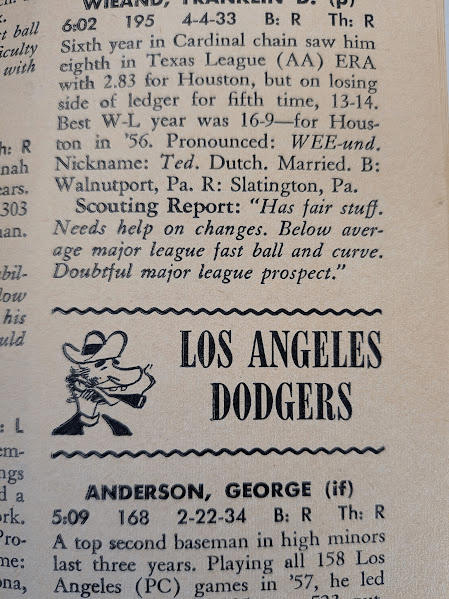 WIEAND, FRANKLIN D. (p)
6:02 195 4-4-33 B: R Th: R
Sixth year in Cardinal chain saw him
eighth in Texas League (AA) ERA
with 2.83 for Houston, but on losing
side of ledger for fifth time, 13-14.
Best W-L year was 16-9—for Hous-
ton in '56. Pronounced: WEE-und.
Nickname: Ted. Dutch. Married. B:
Walnutport, Pa. R: Slatington, Pa.
Scouting Report: "Has fair stuff.
Needs help on changes. Below aver-
age major league fast ball and curve.
Doubtful major league prospect."
LOS ANGELES
DODGERS
ANDERSON, GEORGE (if)
5:09 168 2-22-34 B: R Th: R
A top second baseman in high minors
last three years. Playing all 158 Los
Angeles (PC) games in '57, he led
ball
with
h: R
303
his
: L
d a